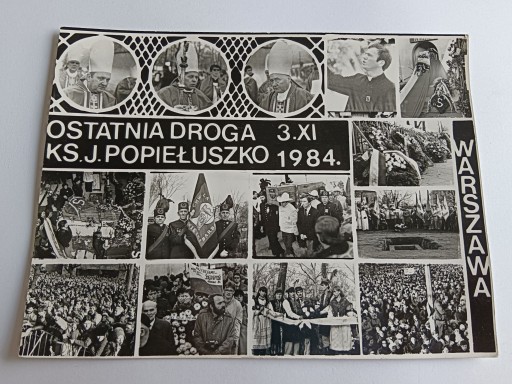 OSTATNIA DROGA 3.XI
KS.J. POPIEŁUSZKO 1984.
WARSZAWA